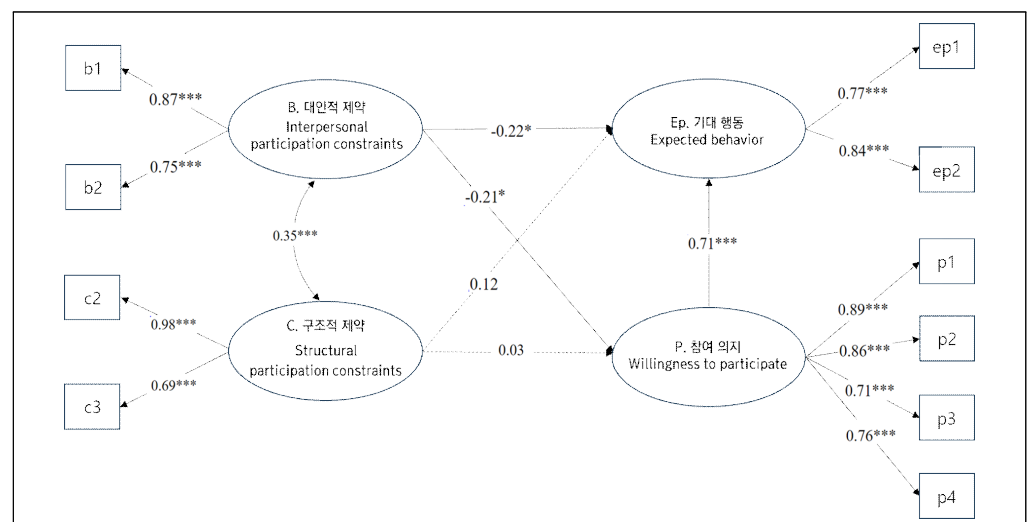 b1
0.87***
b2
0.75***
B. 대안적 제약
Interpersonal
participation constraints
-0.22*
-0.21*
Ep. 기대 행동
Expected behavior
ep1
0.77***
0.84***
ep2
0.35***
0.71***
0.12
0.03
c2
0.98***
c3
0.69***
C. 구조적 제약
Structural
participation constraints
P. 참여 의지
Willingness to participate
p1
0.89***
p2
0.86***
0.71***
p3
0.76***
p4